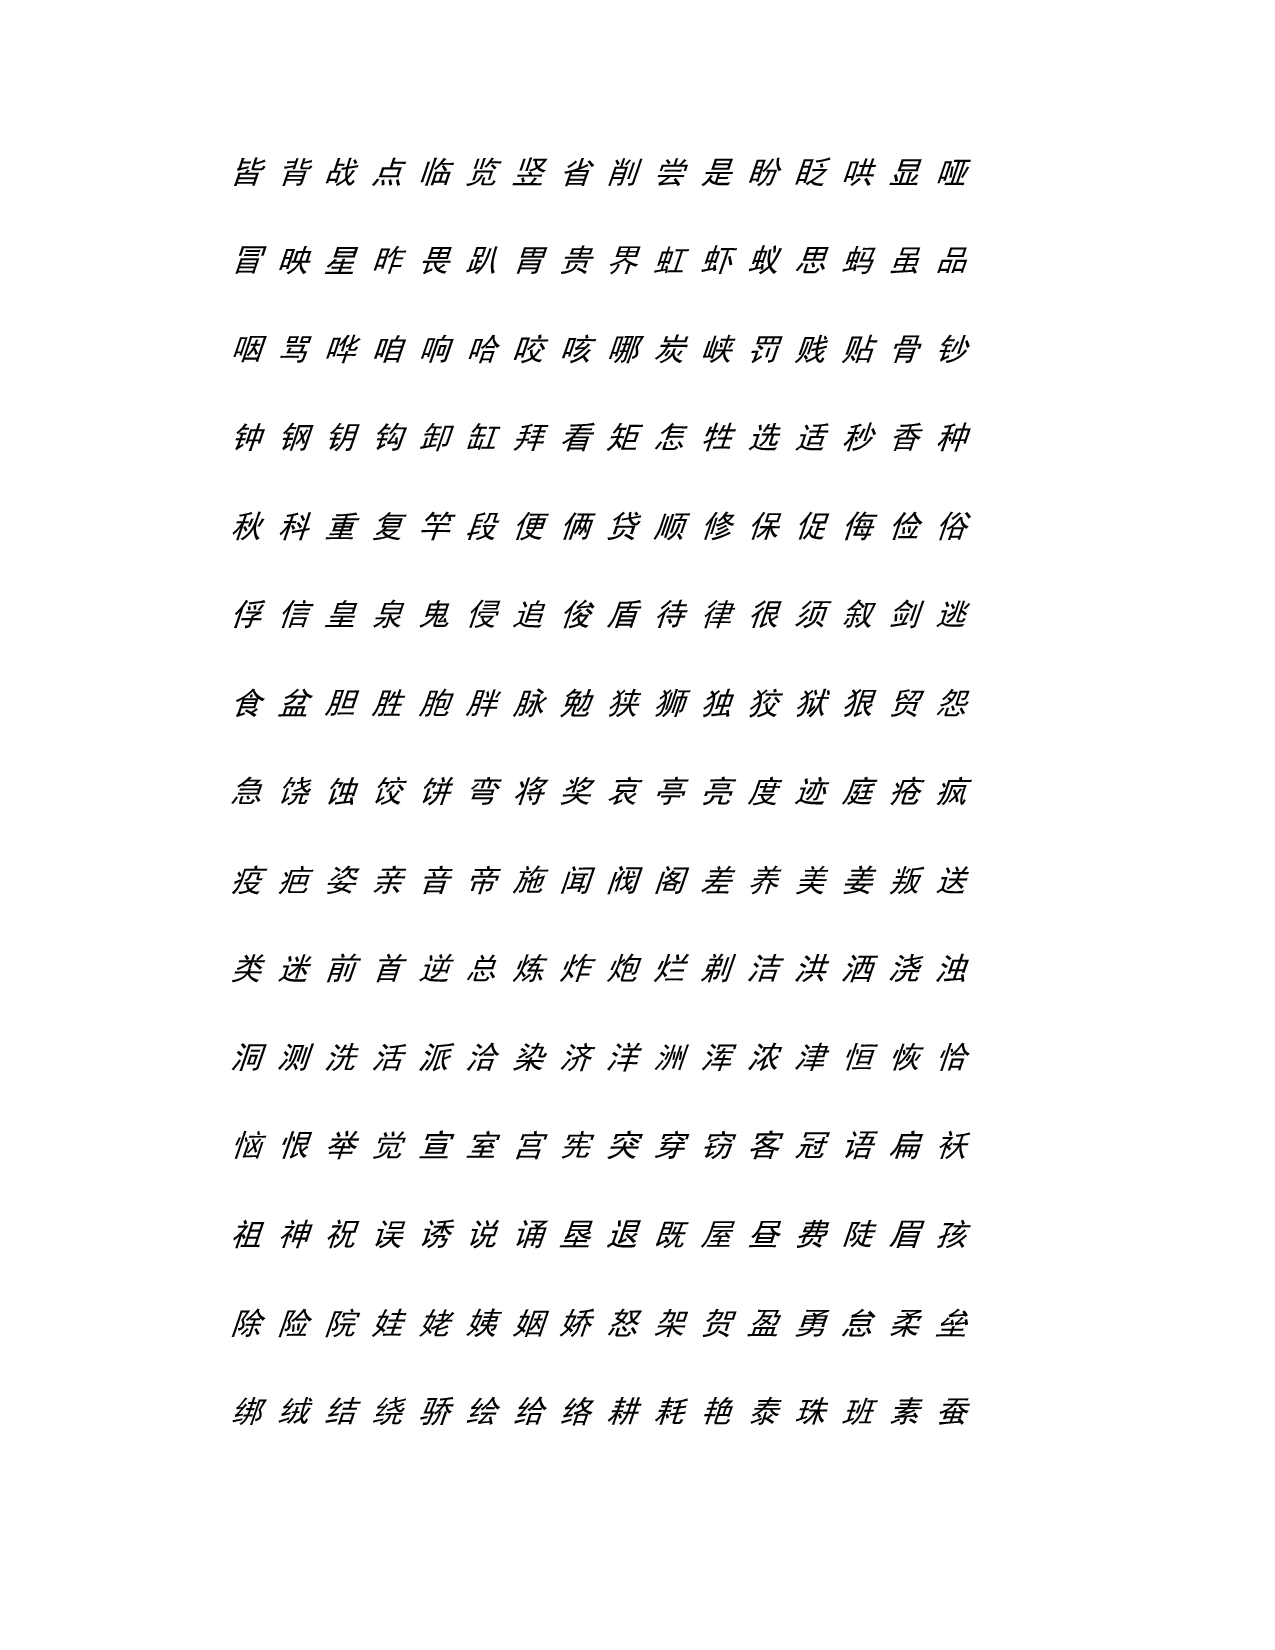 皆 背 战 点 临 览 竖 省 削 尝 是 盼 眨 哄 显 哑
冒 映 星 昨 畏 趴 胃 贵 界 虹 虾 蚁 思 蚂 虽 品
咽 骂 哗 咱 响 哈 咬 咳 哪 炭 峡 罚 贱 贴 骨 钞
钟 钢 钥 钩 卸 缸 拜 看 矩 怎 牲 选 适 秒 香 种
秋 科 重 复 竿 段 便 俩 贷 顺 修 保 促 侮 俭 俗
俘 信 皇 泉 鬼 侵 追 俊 盾 待 律 很 须 叙 剑 逃
食 盆 胆 胜 胞 胖 脉 勉 狭 狮 独 狡 狱 狠 贸 怨
急 饶 蚀 饺 饼 弯 将 奖 哀 亭 亮 度 迹 庭 疮 疯
疫 疤 姿 亲 音 帝 施 闻 阀 阁 差 养 美 姜 叛 送
类 迷 前 首 逆 总 炼 炸 炮 烂 剃 洁 洪 洒 浇 浊
洞 测 洗 活 派 洽 染 济 洋 洲 浑 浓 津 恒 恢 恰
恼 恨 举 觉 宣 室 宫 宪 突 穿 窃 客 冠 语 扁 袄
祖 神 祝 误 诱 说 诵 垦 退 既 屋 昼 费 陡 眉 孩
除 险 院 娃 姥 姨 姻 娇 怒 架 贺 盈 勇 怠 柔 垒
绑 绒 结 绕 骄 绘 给 络 耕 耗 艳 泰 珠 班 素 蚕